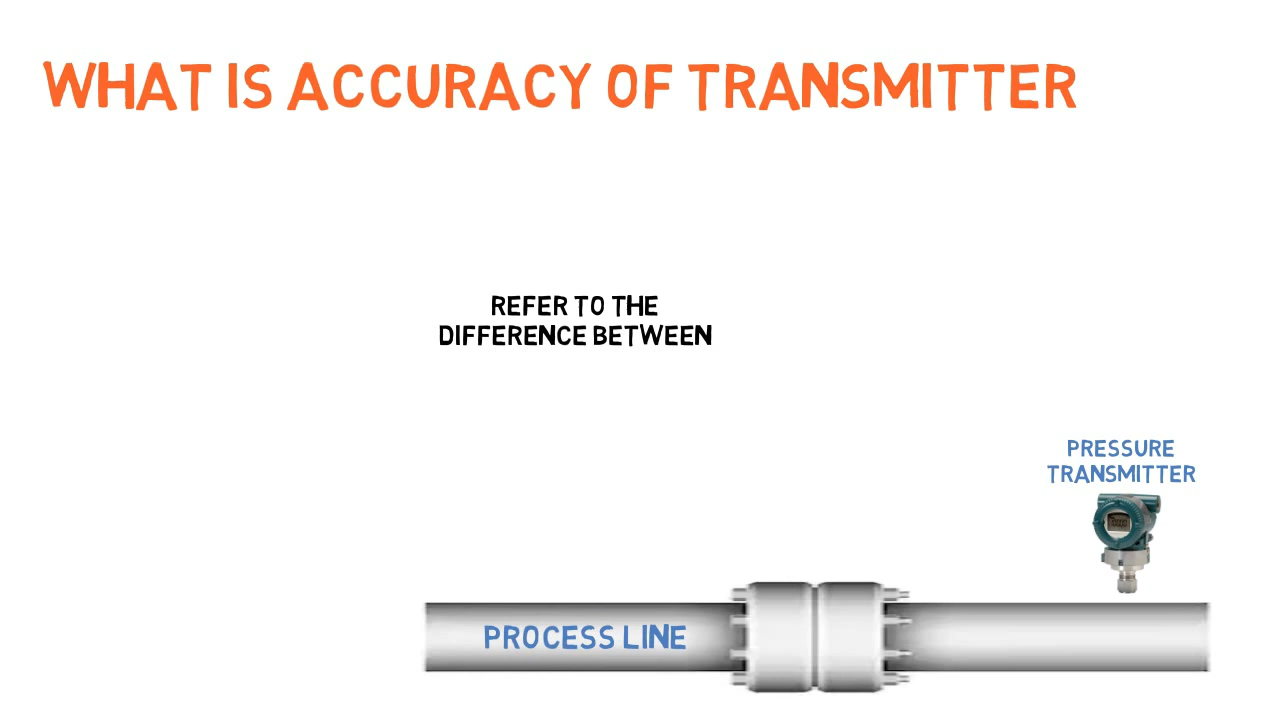 WHAT IS ACCURACY OF TRANSMITTER
REFER TO THE
DIFFERENCE BETWEEN
PRESSURE
TRANSMITTER
PROCESS LINE